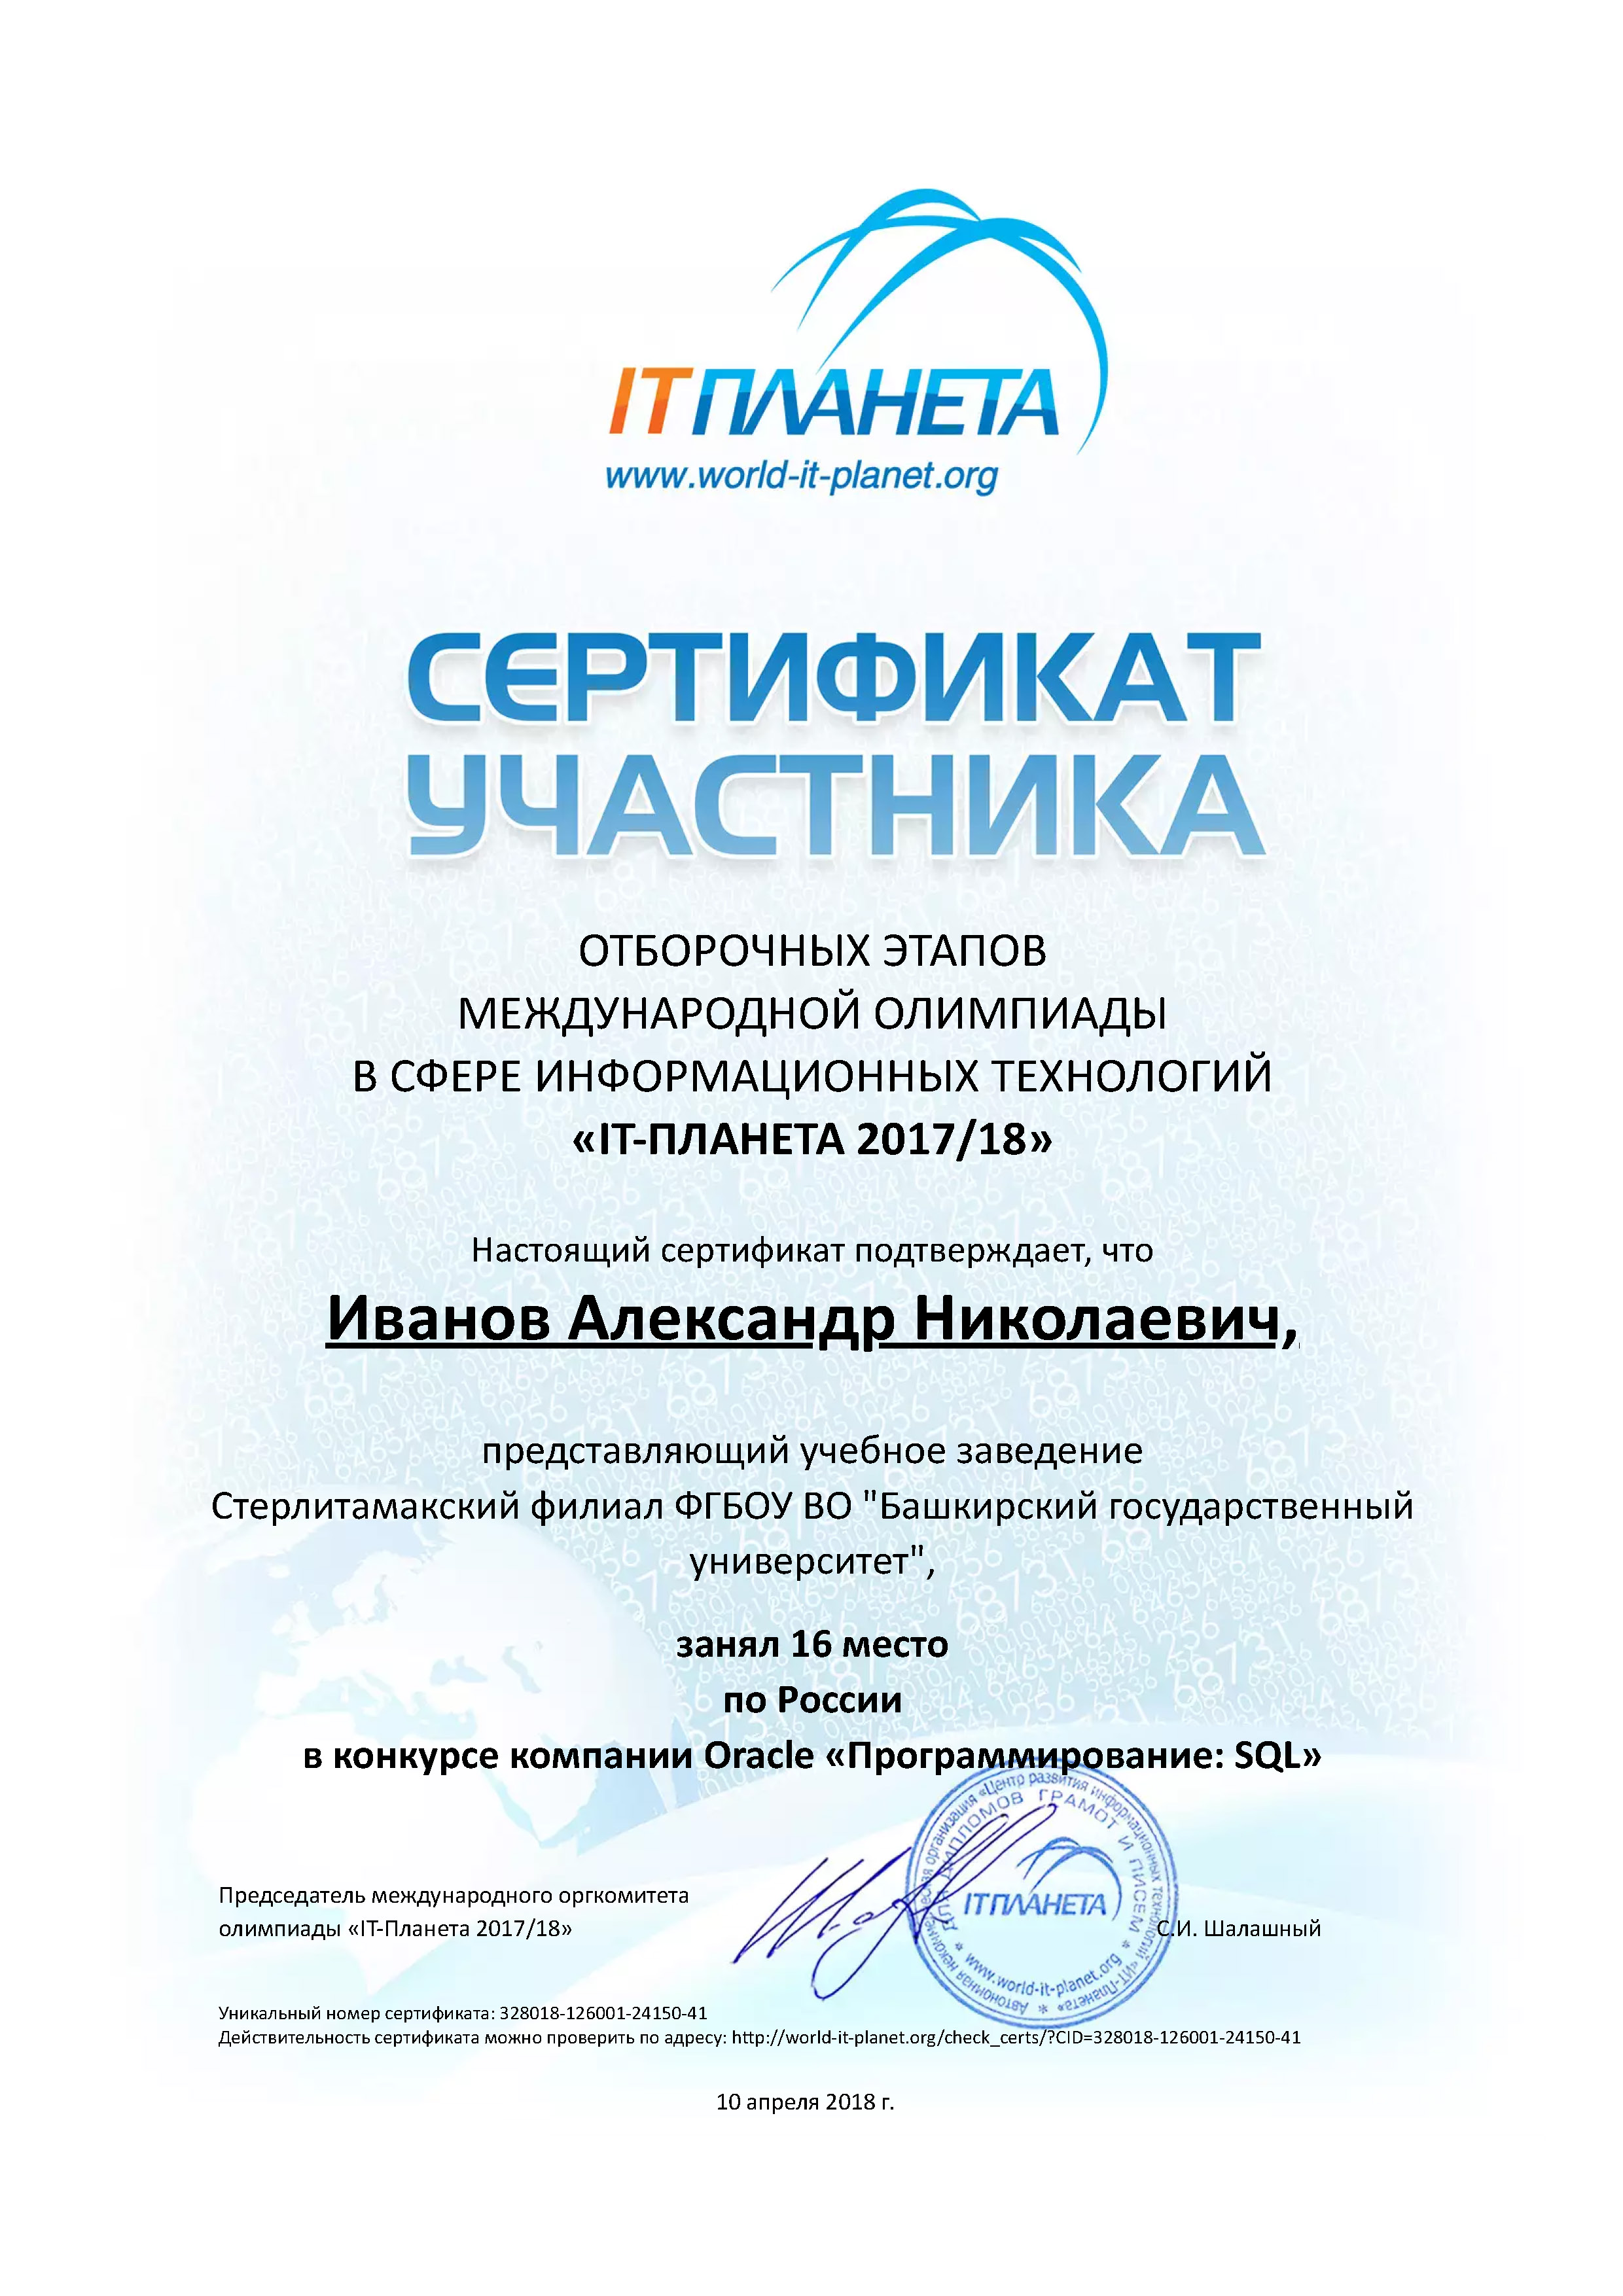 ITПЛАНЕТА
www.world-it-planet.org
СЕРТИФИКАТ
УЧАСТНИКА
ОТБОРОЧНЫХ ЭТАПОВ
МЕЖДУНАРОДНОЙ ОЛИМПИАДЫ
В СФЕРЕ ИНФОРМАЦИОННЫХ ТЕХНОЛОГИЙ
«IT-ПЛАНЕТА 2017/18»
Настоящий сертификат подтверждает, что
Иванов Александр Николаевич,
представляющий учебное заведение
Стерлитамакский филиал ФГБОУ ВО "Башкирский государственный
университет",
занял 16 место
по России
в конкурсе компании Oracle «Программирование: SQL»
Председатель международного оргкомитета
олимпиады «IT-Планета 2017/18»
С.И. Шалашный
Автономная некоммерческая организация «Центр развития информационных технологий «ИТ-Планета»
ДЛЯ ДИПЛОМОВ ГРАМОТ И ПИСЕМ
ITПЛАНЕТА
www.world-it-planet.org
Уникальный номер сертификата: 328018-126001-24150-41
Действительность сертификата можно проверить по адресу: http://world-it-planet.org/check_certs/?CID=328018-126001-24150-41
10 апреля 2018 г.